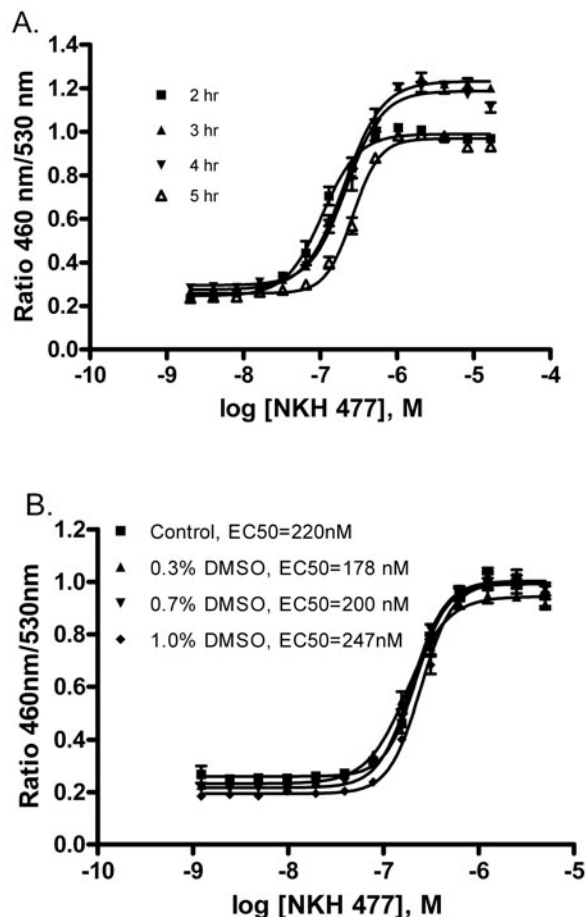 A.
1.4
1.2
1.0
0.8
0.6
0.4
0.2
0.0
Ratio 460 nm/530 nm
2 hr
3 hr
4 hr
5 hr
-10 -9 -8 -7 -6 -5 -4
log [NKH 477], M
B.
1.2
1.0
0.8
0.6
0.4
0.2
0.0
Ratio 460nm/530nm
Control, EC50=220nM
0.3% DMSO, EC50=178 nM
0.7% DMSO, EC50=200 nM
1.0% DMSO, EC50=247nM
-10 -9 -8 -7 -6 -5
log [NKH 477], M